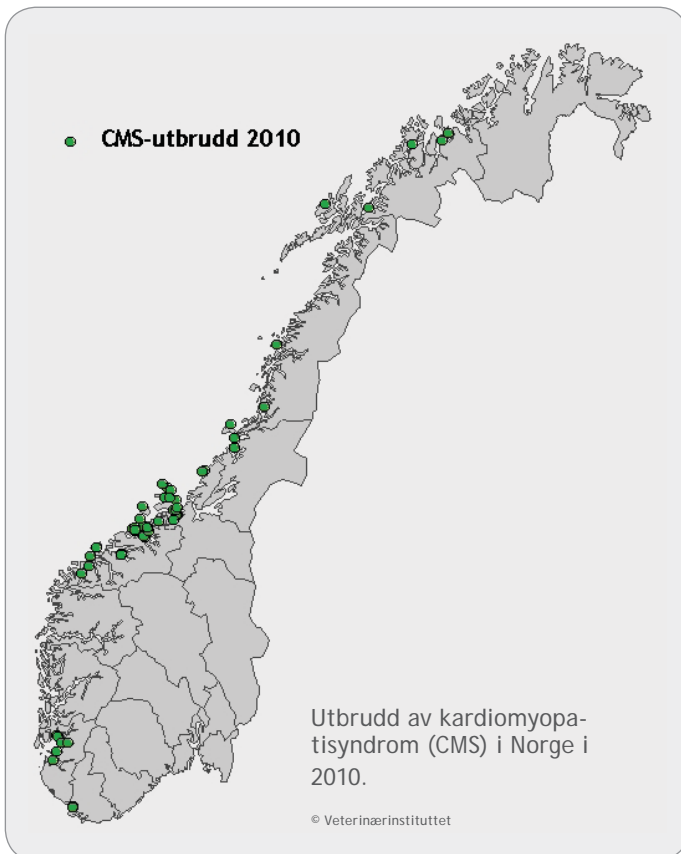 CMS-utbrudd 2010
Utbrudd av kardiomyopa-
tisyndrom (CMS) i Norge i
2010.
© Veterinærinstituttet